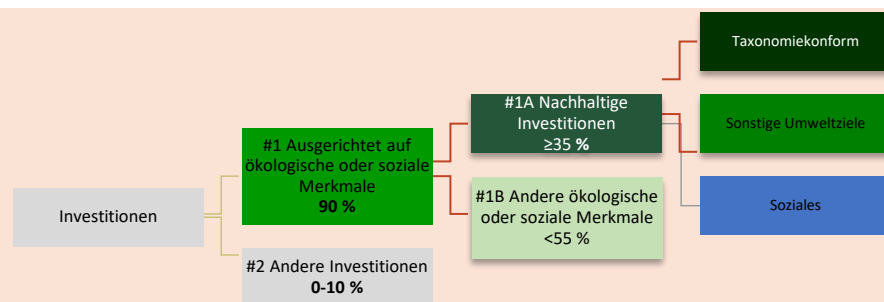 Investitionen
#1 Ausgerichtet auf
ökologische oder soziale
Merkmale
90 %
#2 Andere Investitionen
0-10 %
#1A Nachhaltige
Investitionen
≥35 %
#1B Andere ökologische
oder soziale Merkmale
<55 %
Taxonomiekonform
Sonstige Umweltziele
Soziales